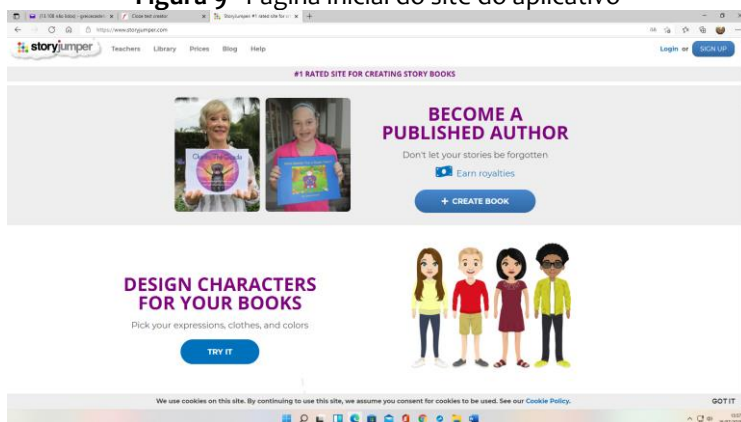 Figura 9 - Página inicial do site do aplicativo
Code text creator
https://www.storyjumper.com
storyjumper Teachers Library Prices Blog Help Login or SIGN UP
#1 RATED SITE FOR CREATING STORY BOOKS
BECOME A
PUBLISHED AUTHOR
Don't let your stories be forgotten
Earn royalties
+ CREATE BOOK
DESIGN CHARACTERS
FOR YOUR BOOKS
Pick your expressions, clothes, and colors
TRY IT
We use cookies on this site. By continuing to use this site, we assume you consent for cookies to be used. See our Cookie Policy. GOT IT